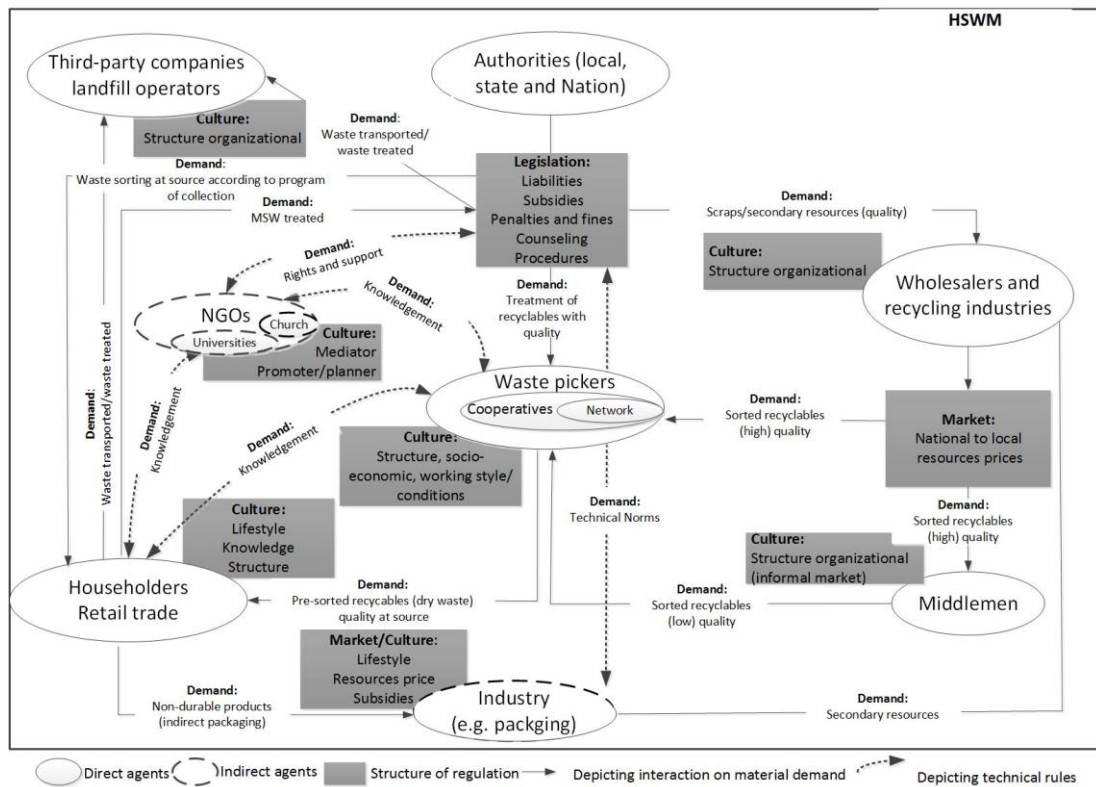 HSWM
Third-party companies
landfill operators
Authorities (local,
state and Nation)
Culture:
Structure organizational
Demand:
Waste transported/
waste treated
Demand:
Waste sorting at source according to program
of collection
Legislation:
Liabilities
Subsidies
Penalties and fines
Counseling
Procedures
Demand:
MSW treated
Demand:
Scraps/secondary resources (quality)
Culture:
Structure organizational
Wholesalers and
recycling industries
Demand:
Rights and support
Demand:
Knowledgement
Demand:
Treatment of
recyclables with
quality
NGOs
Church
Universities
Culture:
Mediator
Promoter/planner
Demand:
Waste transported/waste treated
Demand:
Knowledgement
Demand:
Knowledgement
Waste pickers
Cooperatives
Network
Demand:
Sorted recyclables
(high) quality
Market:
National to local
resources prices
Culture:
Structure, socio-
economic, working style/
conditions
Demand:
Technical Norms
Demand:
Sorted recyclables
(high) quality
Culture:
Lifestyle
Knowledge
Structure
Culture:
Structure organizational
(informal market)
Householders
Retail trade
Demand:
Pre-sorted recycables (dry waste)
quality at source
Demand:
Sorted recyclables
(low) quality
Middlemen
Market/Culture:
Lifestyle
Resources price
Subsidies
Demand:
Non-durable products
(indirect packaging)
Industry
(e.g. packging)
Demand:
Secondary resources
Direct agents
Indirect agents
Structure of regulation
Depicting interaction on material demand
Depicting technical rules